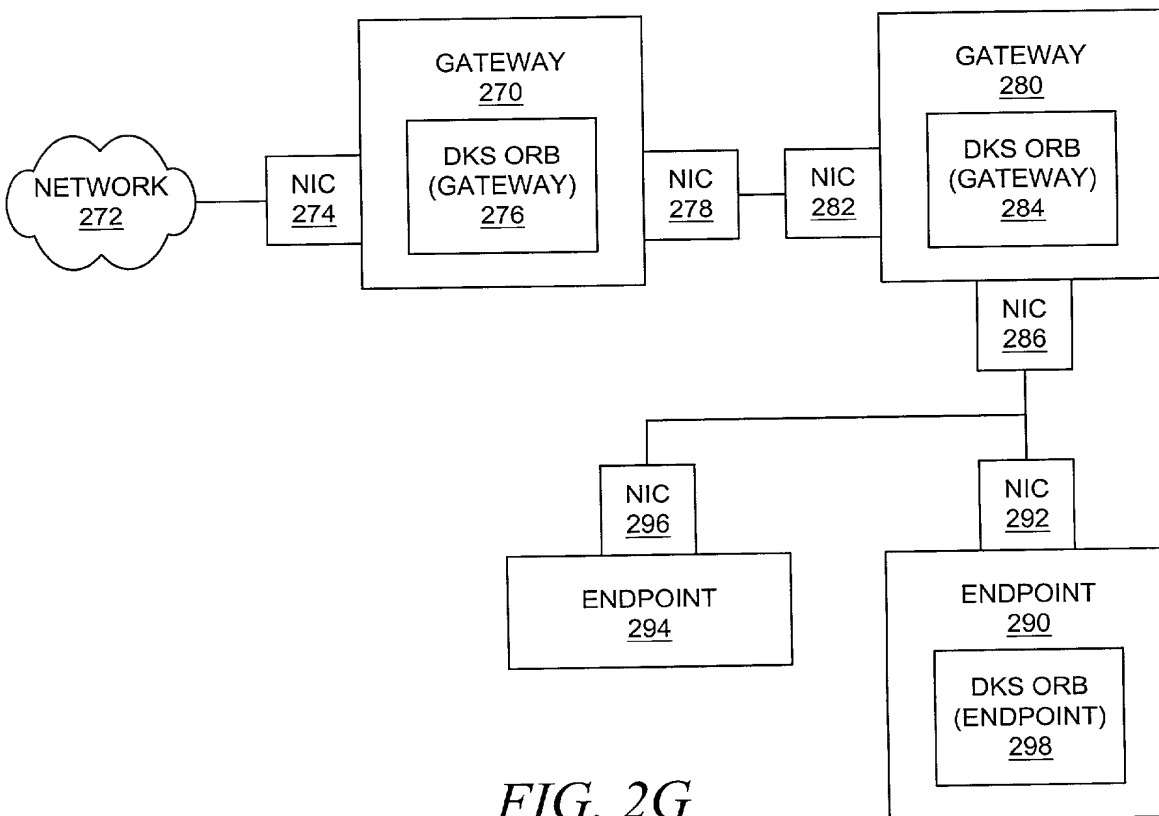 GATEWAY
270
DKS ORB
(GATEWAY)
276
NETWORK
272
NIC
274
NIC
278
NIC
282
GATEWAY
280
DKS ORB
(GATEWAY)
284
NIC
286
NIC
296
ENDPOINT
294
NIC
292
ENDPOINT
290
DKS ORB
(ENDPOINT)
298
FIG. 2G